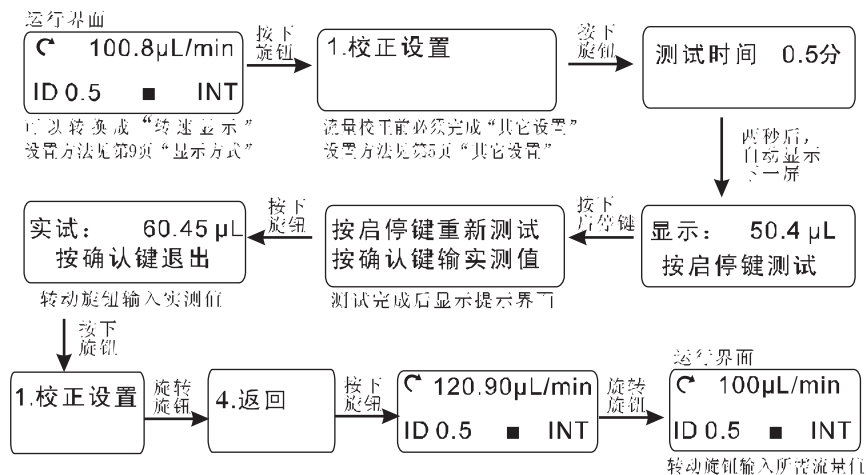 运行界面
100.8µL/min
ID 0.5 ■ INT
可以转换成“转速显示”
设置方法见第9页“显示方式”
按下
旋钮
1.校正设置
流量校正前必须完成“其它设置”
设置方法见第5页“其它设置”
按下
旋钮
测试时间 0.5分
两秒后，
自动显示
下一屏
显示： 50.4 µL
按启停键测试
按下
启停键
按启停键重新测试
按确认键输实测值
测试完成后显示提示界面
按下
旋钮
实试： 60.45 µL
按确认键退出
转动旋钮输入实测值
按下
旋钮
1.校正设置
旋转
旋钮
4.返回
按下
旋钮
120.90µL/min
ID 0.5 ■ INT
旋转
旋钮
运行界面
100µL/min
ID 0.5 ■ INT
转动旋钮输入所需流量值